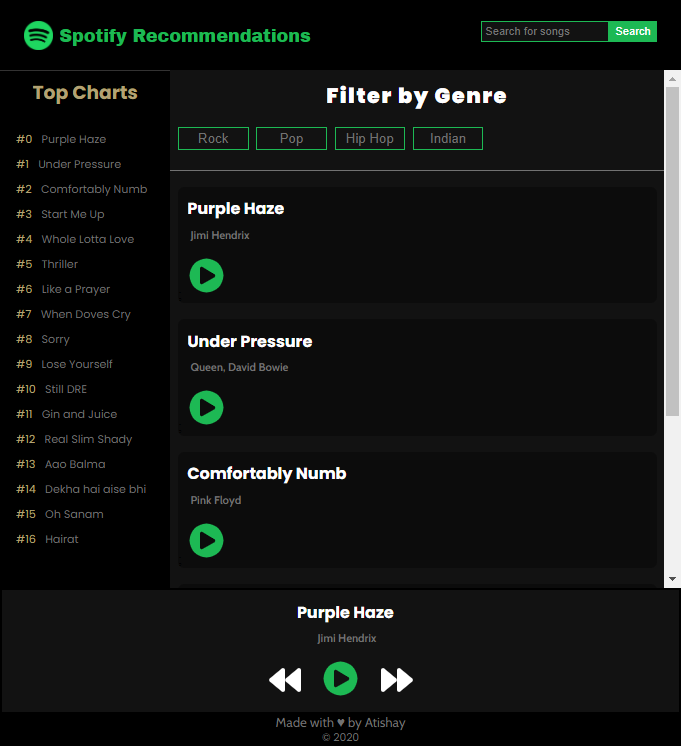 Spotify Recommendations
Search for songs
Search
Top Charts
#0 Purple Haze
#1 Under Pressure
#2 Comfortably Numb
#3 Start Me Up
#4 Whole Lotta Love
#5 Thriller
#6 Like a Prayer
#7 When Doves Cry
#8 Sorry
#9 Lose Yourself
#10 Still DRE
#11 Gin and Juice
#12 Real Slim Shady
#13 Aao Balma
#14 Dekha hai aise bhi
#15 Oh Sanam
#16 Hairat
Filter by Genre
Rock Pop Hip Hop Indian
Purple Haze
Jimi Hendrix
Under Pressure
Queen, David Bowie
Comfortably Numb
Pink Floyd
Purple Haze
Jimi Hendrix
Made with ♥ by Atishay
© 2020